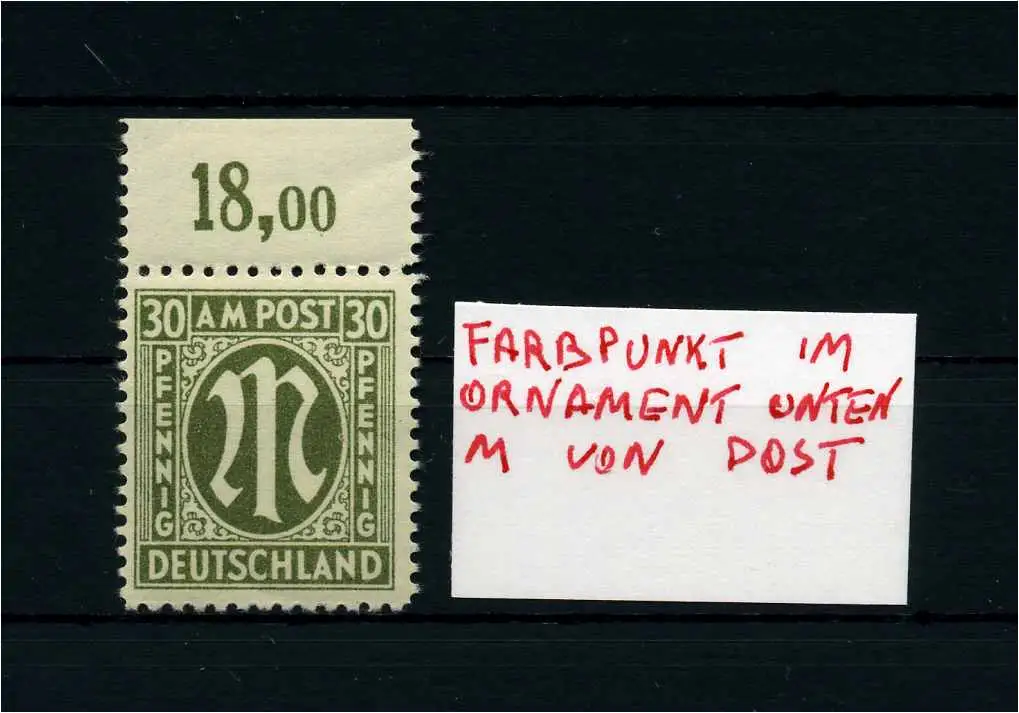 18,00
30 AM POST 30
PFENNIG
PFENNIG
M
DEUTSCHLAND
FARBPUNKT IM
ORNAMENT UNTEN
M VON POST